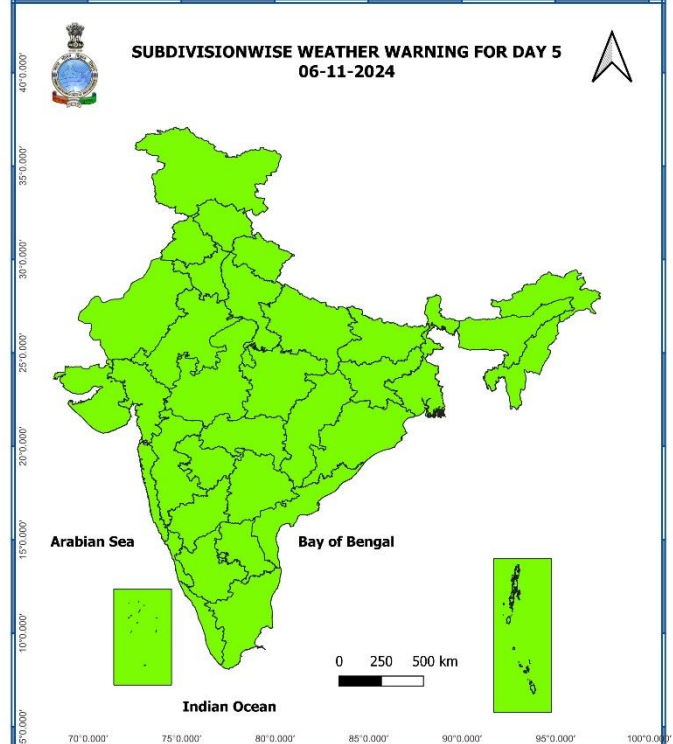 SUBDIVISIONWISE WEATHER WARNING FOR DAY 5
06-11-2024
40°0.000'
35°0.000'
30°0.000'
25°0.000'
20°0.000'
15°0.000'
10°0.000'
5°0.000'
Arabian Sea
Bay of Bengal
0 250 500 km
Indian Ocean
70°0.000' 75°0.000' 80°0.000' 85°0.000' 90°0.000' 95°0.000' 100°0.000'